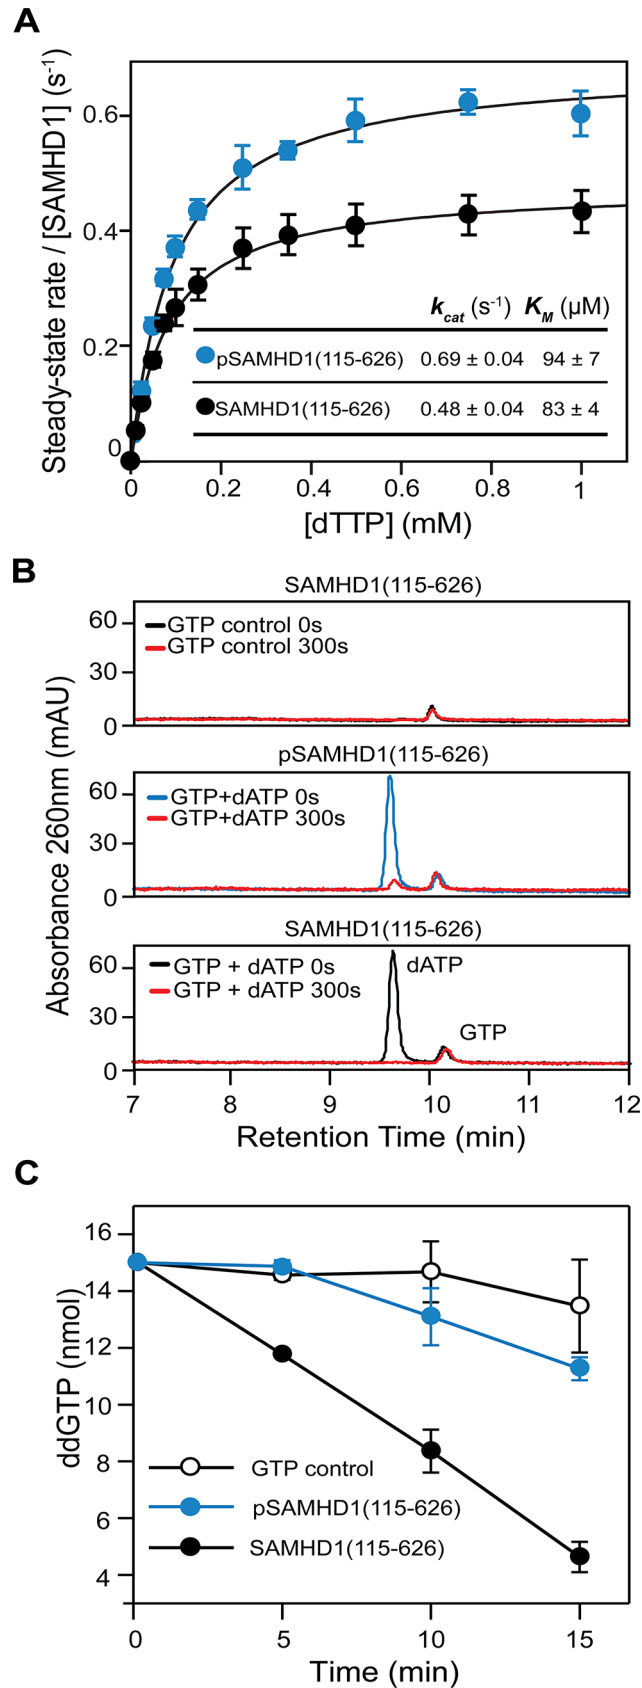 A
Steady-state rate / [SAMHD1] (s⁻¹)
0.6
0.4
0.2
0
k_cat (s⁻¹) K_M (µM)
pSAMHD1(115-626) 0.69 ± 0.04 94 ± 7
SAMHD1(115-626) 0.48 ± 0.04 83 ± 4
0 0.2 0.4 0.6 0.8 1
[dTTP] (mM)
B
Absorbance 260nm (mAU)
SAMHD1(115-626)
60
30
0
GTP control 0s
GTP control 300s
pSAMHD1(115-626)
60
30
0
GTP+dATP 0s
GTP+dATP 300s
SAMHD1(115-626)
60
30
0
GTP + dATP 0s
GTP + dATP 300s
dATP
GTP
7 8 9 10 11 12
Retention Time (min)
C
ddGTP (nmol)
16
14
12
10
8
6
4
GTP control
pSAMHD1(115-626)
SAMHD1(115-626)
0 5 10 15
Time (min)